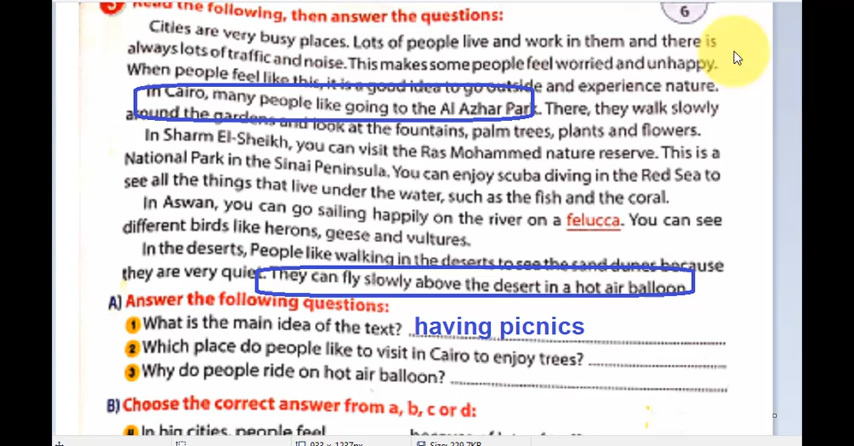 Read the following, then answer the questions:
6
Cities are very busy places. Lots of people live and work in them and there is
always lots of traffic and noise. This makes some people feel worried and unhappy.
When people feel like this, it is a good idea to go outside and experience nature.
In Cairo, many people like going to the Al Azhar Park. There, they walk slowly
around the gardens and look at the fountains, palm trees, plants and flowers.
In Sharm El-Sheikh, you can visit the Ras Mohammed nature reserve. This is a
National Park in the Sinai Peninsula. You can enjoy scuba diving in the Red Sea to
see all the things that live under the water, such as the fish and the coral.
In Aswan, you can go sailing happily on the river on a felucca. You can see
different birds like herons, geese and vultures.
In the deserts, People like walking in the deserts to see the sand dunes because
they are very quiet. They can fly slowly above the desert in a hot air balloon.
A) Answer the following questions:
1 What is the main idea of the text? having picnics
2 Which place do people like to visit in Cairo to enjoy trees?
3 Why do people ride on hot air balloon?
B) Choose the correct answer from a, b, c or d:
In big cities, people feel